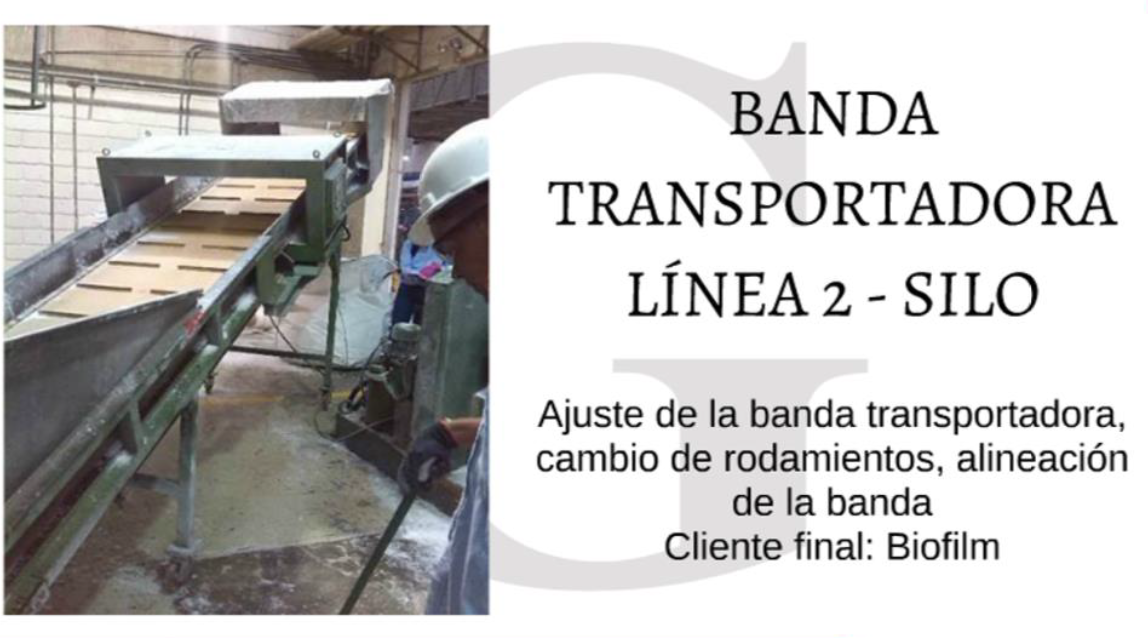 BANDA
TRANSPORTADORA
LÍNEA 2 - SILO
Ajuste de la banda transportadora,
cambio de rodamientos, alineación
de la banda
Cliente final: Biofilm
G